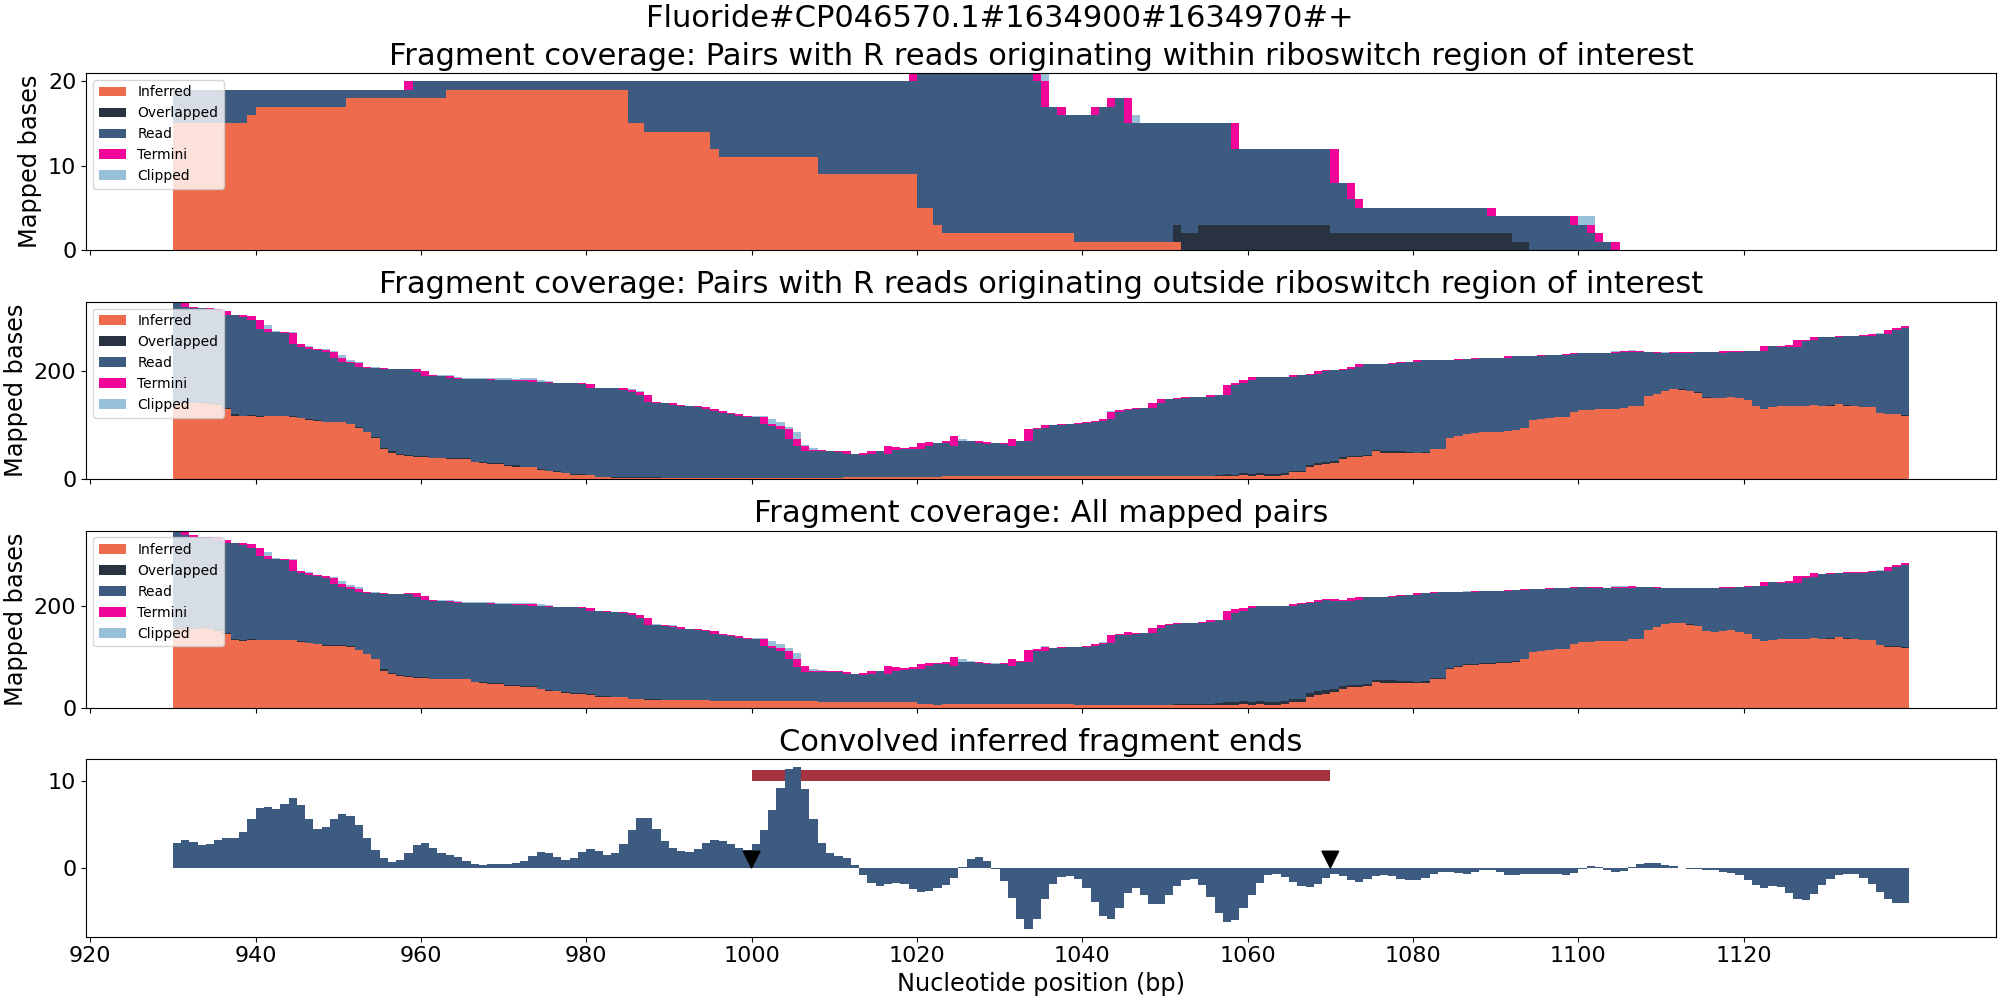 Fluoride#CP046570.1#1634900#1634970#+
Fragment coverage: Pairs with R reads originating within riboswitch region of interest
Mapped bases
20
10
0
Inferred
Overlapped
Read
Termini
Clipped
Fragment coverage: Pairs with R reads originating outside riboswitch region of interest
Mapped bases
200
0
Inferred
Overlapped
Read
Termini
Clipped
Fragment coverage: All mapped pairs
Mapped bases
200
0
Inferred
Overlapped
Read
Termini
Clipped
Convolved inferred fragment ends
10
0
920 940 960 980 1000 1020 1040 1060 1080 1100 1120
Nucleotide position (bp)